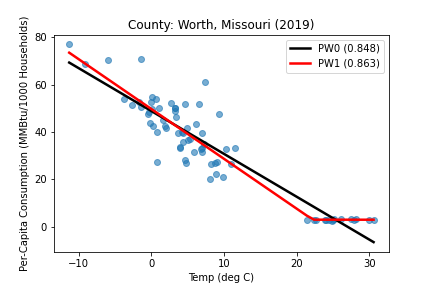 County: Worth, Missouri (2019)
Per-Capita Consumption (MMBtu/1000 Households)
80
60
40
20
0
PW0 (0.848)
PW1 (0.863)
−10
0
10
20
30
Temp (deg C)